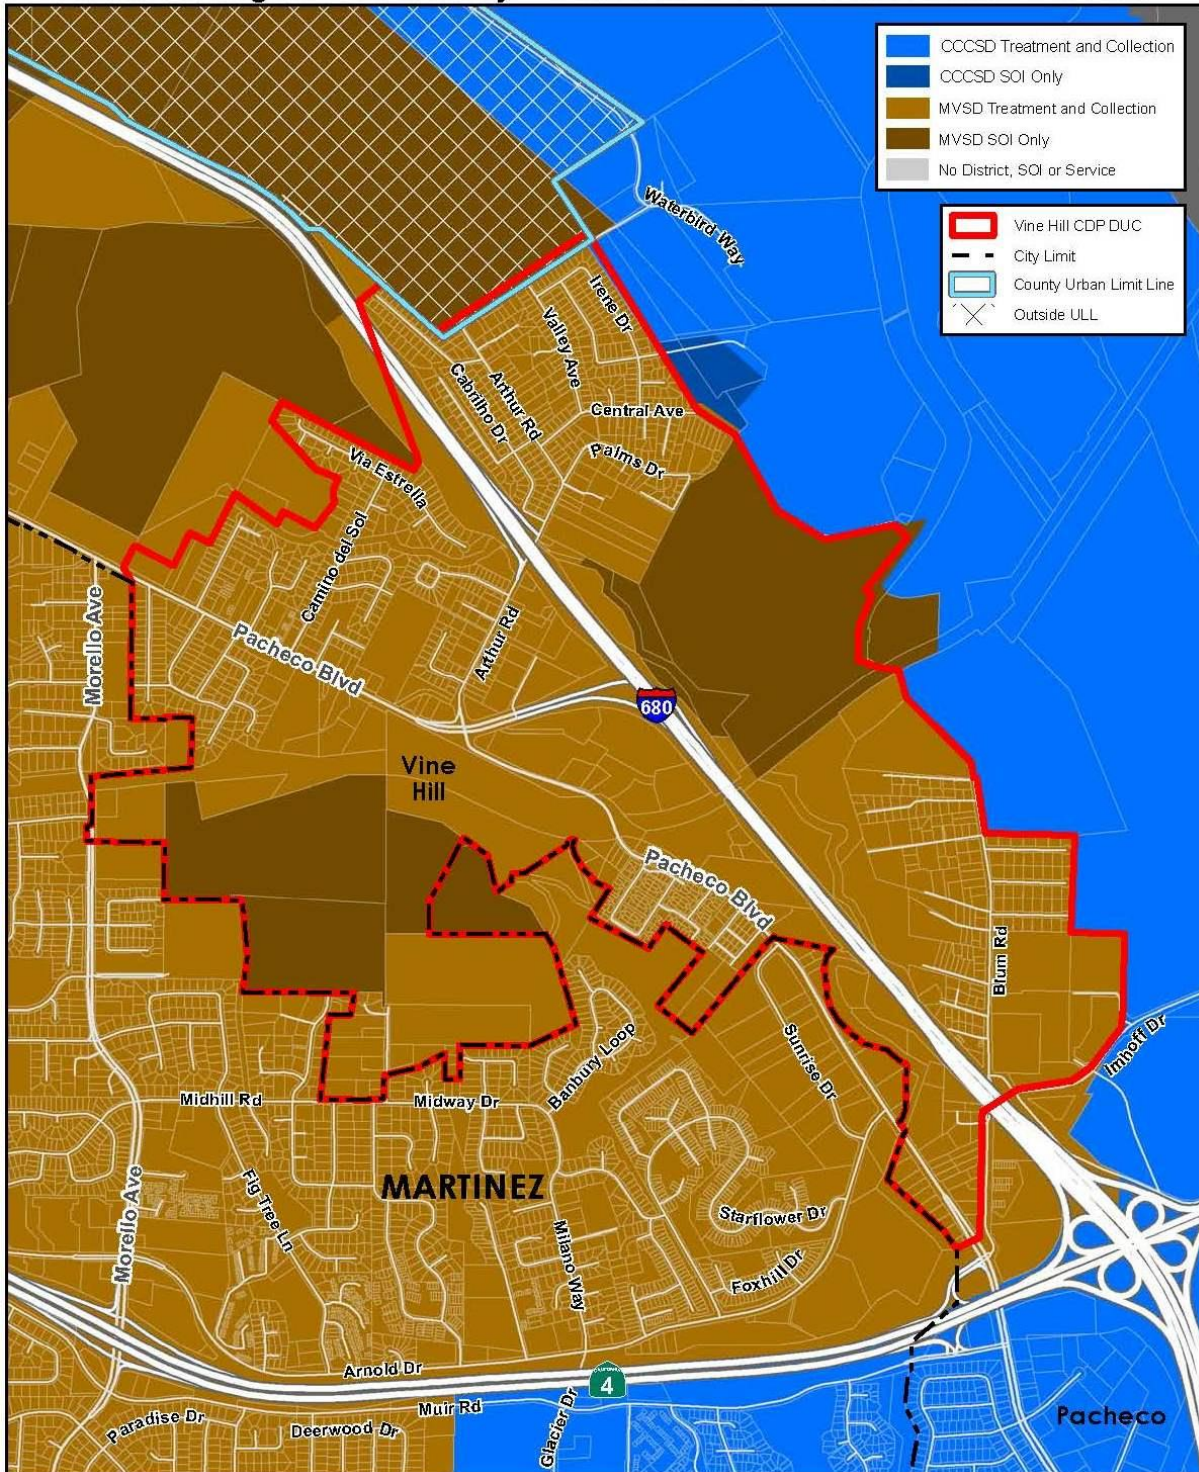 CCCSD Treatment and Collection
CCCSD SOI Only
MVSD Treatment and Collection
MVSD SOI Only
No District, SOI or Service
Vine Hill CDP DUC
City Limit
County Urban Limit Line
Outside ULL
Waterbird Way
Irene Dr
Valley Ave
Arthur Rd
Cabrilho Dr
Central Ave
Palms Dr
Via Estrella
Camino del Sol
Morello Ave
Pacheco Blvd
Arthur Rd
680
Vine
Hill
Pacheco Blvd
Blum Rd
Imhoff Dr
Sunrise Dr
Banbury Loop
Midhill Rd
Midway Dr
MARTINEZ
Fig Tree Ln
Morello Ave
Starflower Dr
Milano Way
Foxhill Dr
Arnold Dr
4
Muir Rd
Glacier Dr
Paradise Dr
Deerwood Dr
Pacheco